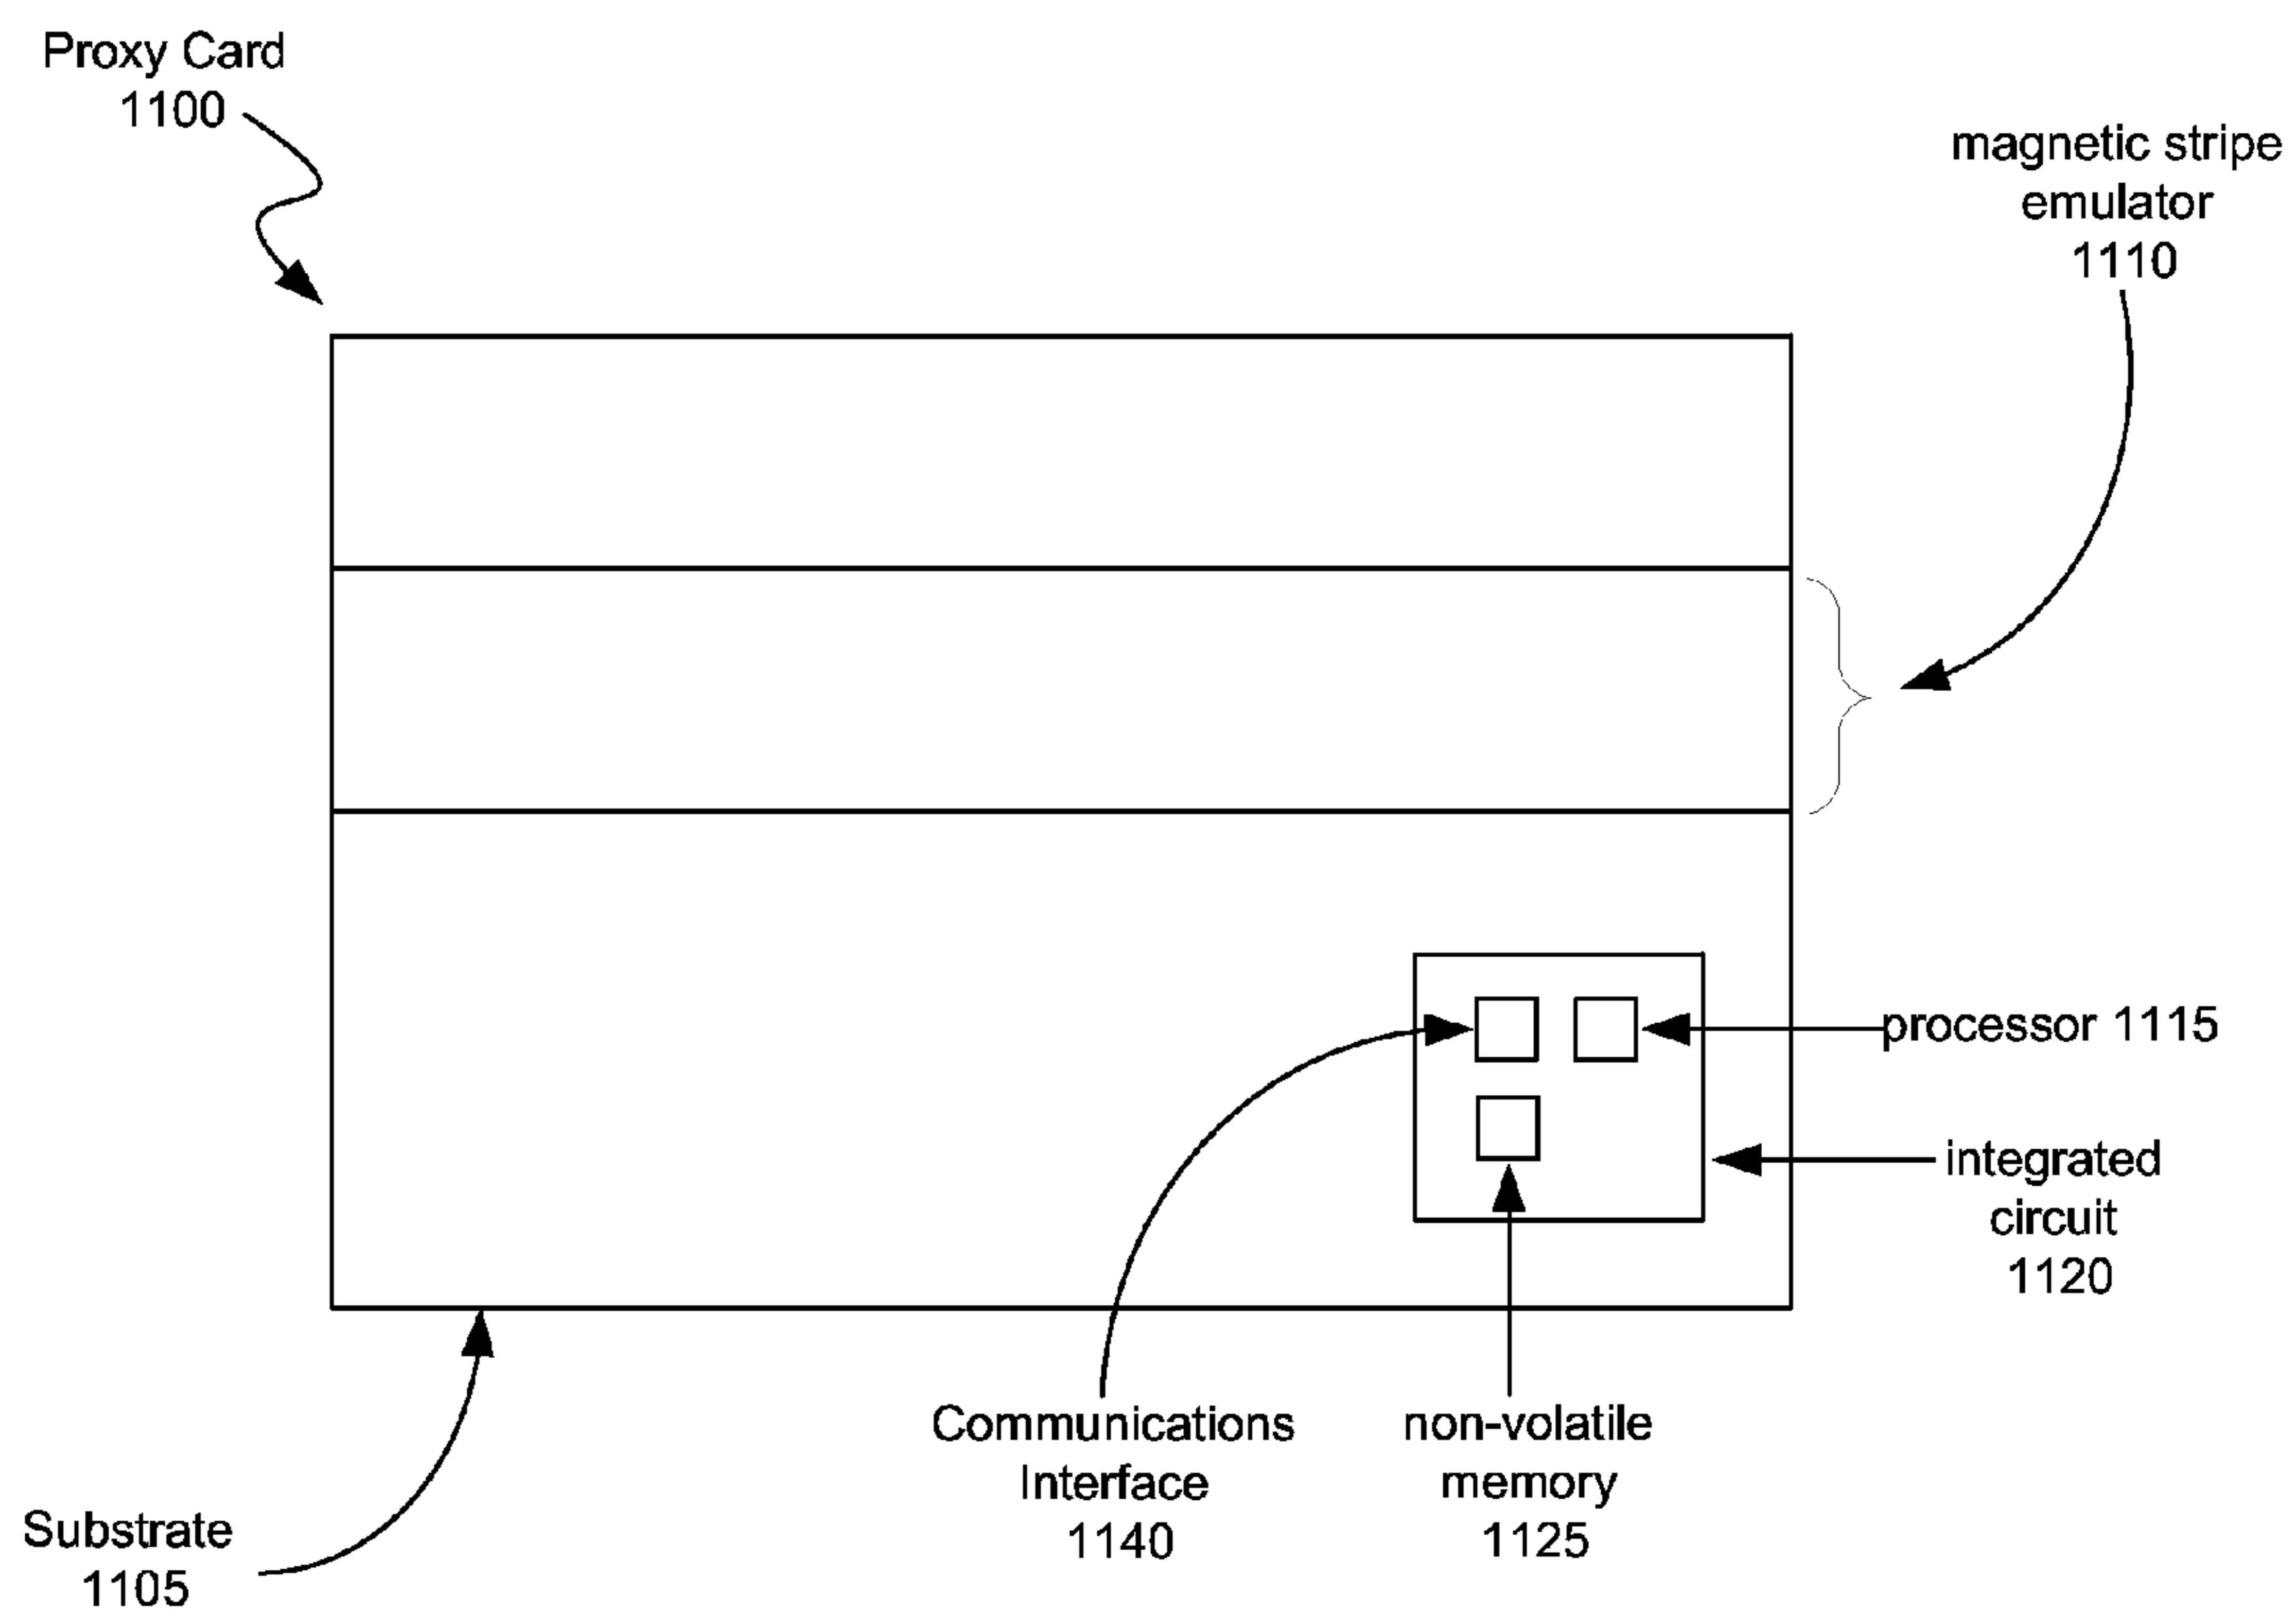 Proxy Card
1100
magnetic stripe
emulator
1110
processor 1115
integrated
circuit
1120
Communications
Interface
1140
non-volatile
memory
1125
Substrate
1105